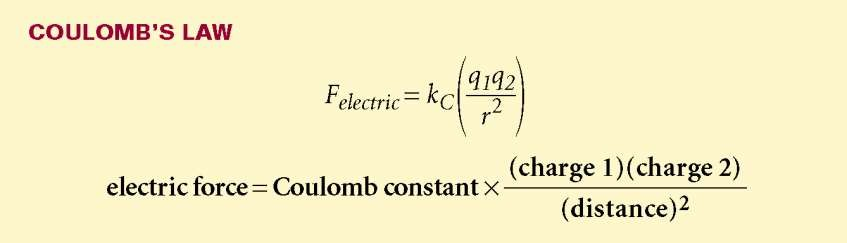 COULOMB'S LAW
F_electric = k_C(q_1q_2/r^2)
electric force = Coulomb constant × (charge 1)(charge 2)/(distance)^2